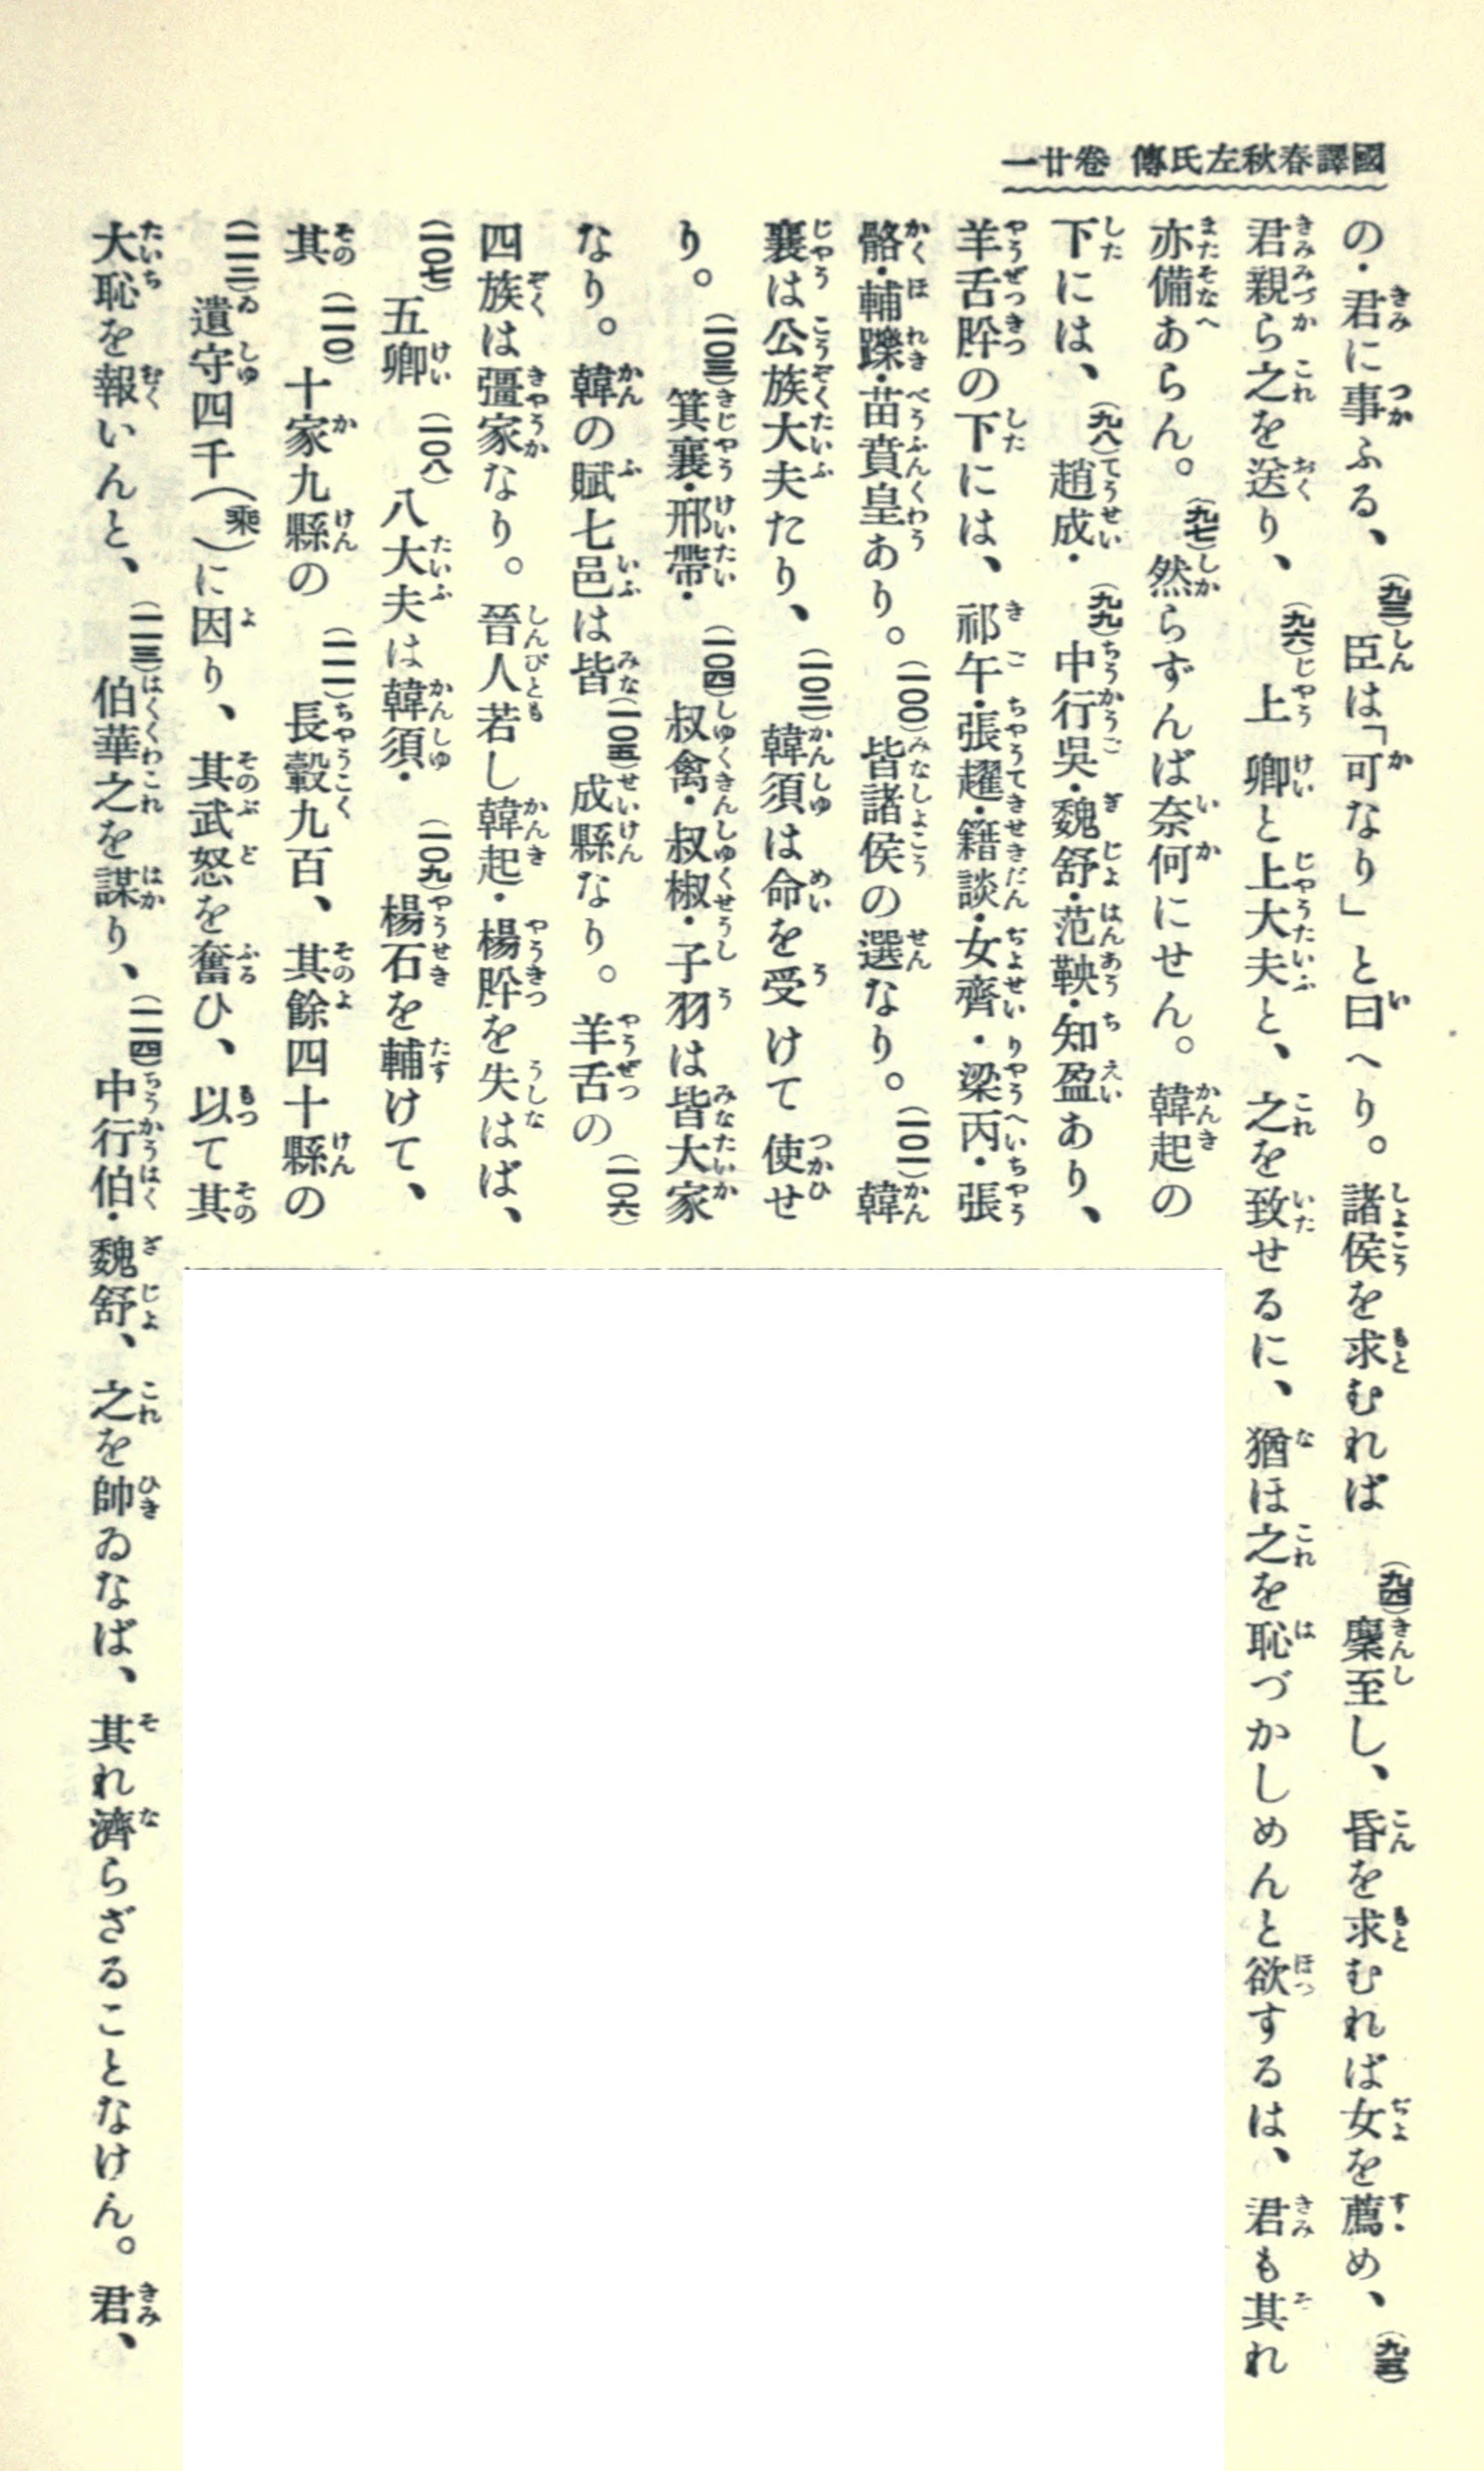 國譯春秋左氏傳 卷廿一
の・君に事ふる、(九三)臣は「可なり」と曰へり。諸侯を求むれば(九四)麇至し、昏を求むれば女を薦め、(九五)
君親ら之を送り、(九六)上卿と上大夫と、之を致せるに、猶ほ之を恥づかしめんと欲するは、君も其れ
亦備あらん。(九七)然らずんば奈何にせん。韓起の
下には、(九八)趙成・(九九)中行吳・魏舒・范鞅・知盈あり、
羊舌肸の下には、祁午・張趯・籍談・女齊・梁丙・張
骼・輔躒・苗賁皇あり。(一〇〇)皆諸侯の選なり。(一〇一)韓
襄は公族大夫たり、(一〇二)韓須は命を受けて使せ
り。(一〇三)箕襄・邢帶・(一〇四)叔禽・叔椒・子羽は皆大家
なり。韓の賦七邑は皆(一〇五)成縣なり。羊舌の(一〇六)
四族は彊家なり。晉人若し韓起・楊肸を失はば、
(一〇七)五卿(一〇八)八大夫は韓須・(一〇九)楊石を輔けて、
其(一一〇)十家九縣の(一一一)長轂九百、其餘四十縣の
(一一二)遺守四千(乘)に因り、其武怒を奮ひ、以て其
大恥を報いんと、(一一三)伯華之を謀り、(一一四)中行伯・魏舒、之を帥ゐなば、其れ濟らざることなけん。君、